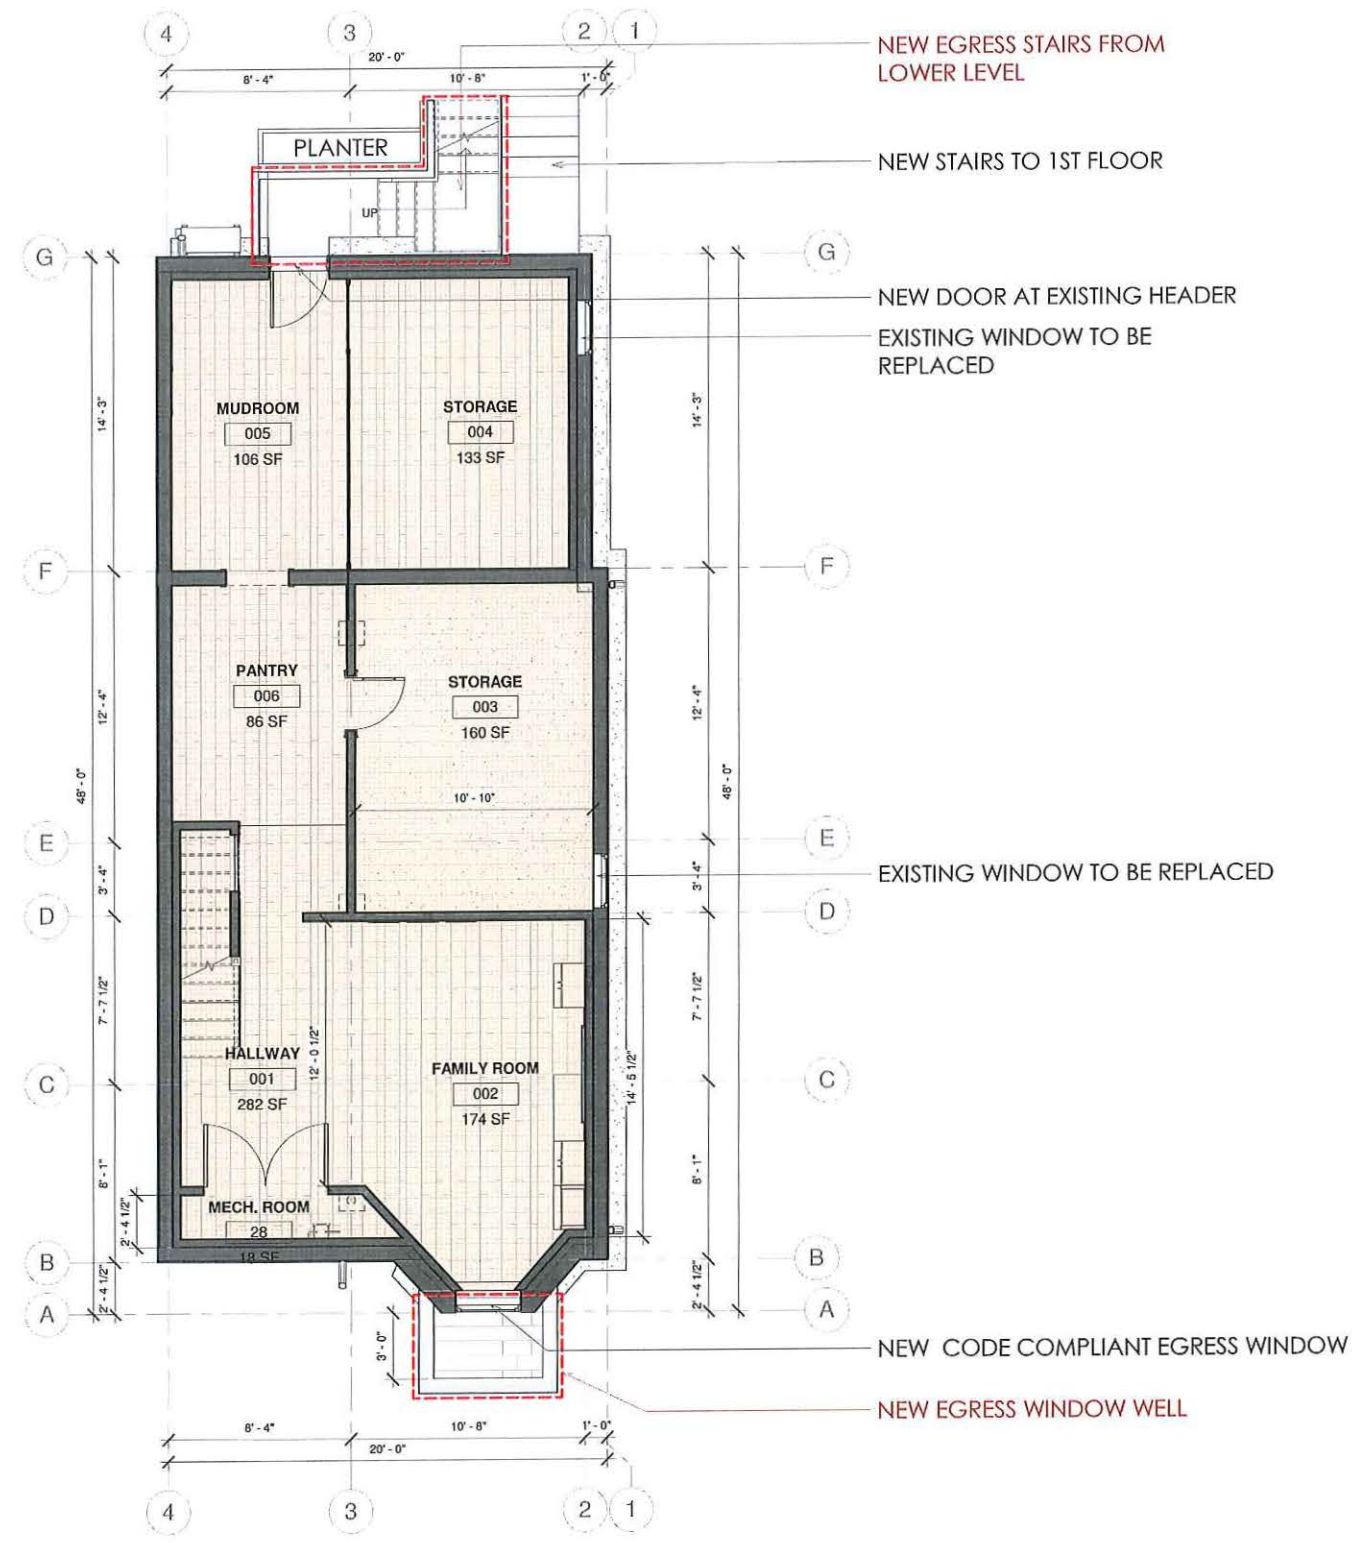 4
3
2
1
20' - 0"
8' - 4"
10' - 8"
1' - 0"
NEW EGRESS STAIRS FROM
LOWER LEVEL
PLANTER
NEW STAIRS TO 1ST FLOOR
UP
G
G
NEW DOOR AT EXISTING HEADER
EXISTING WINDOW TO BE
REPLACED
14' - 3"
14' - 3"
MUDROOM
005
106 SF
STORAGE
004
133 SF
F
F
PANTRY
006
86 SF
STORAGE
003
160 SF
12' - 4"
12' - 4"
48' - 0"
48' - 0"
10' - 10"
E
E
3' - 4"
3' - 4"
EXISTING WINDOW TO BE REPLACED
D
D
7' - 7 1/2"
7' - 7 1/2"
12' - 0 1/2"
14' - 5 1/2"
HALLWAY
001
282 SF
FAMILY ROOM
002
174 SF
C
C
8' - 1"
8' - 1"
MECH. ROOM
28
18 SF
2' - 4 1/2"
B
B
2' - 4 1/2"
2' - 4 1/2"
A
A
3' - 0"
NEW CODE COMPLIANT EGRESS WINDOW
NEW EGRESS WINDOW WELL
8' - 4"
10' - 8"
1' - 0"
20' - 0"
4
3
2
1